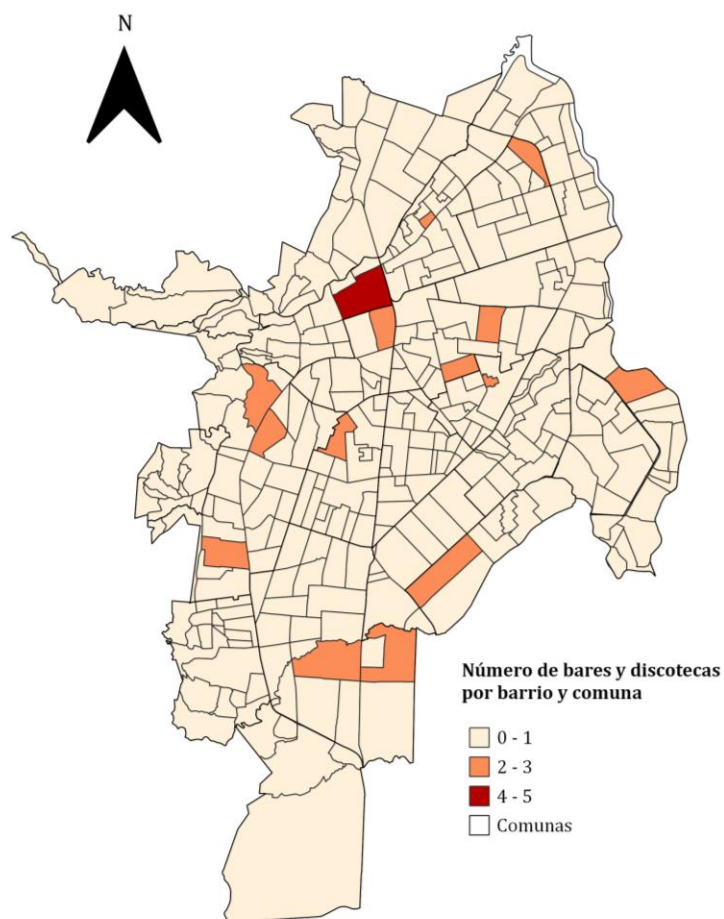 N
Número de bares y discotecas
por barrio y comuna
0 - 1
2 - 3
4 - 5
Comunas